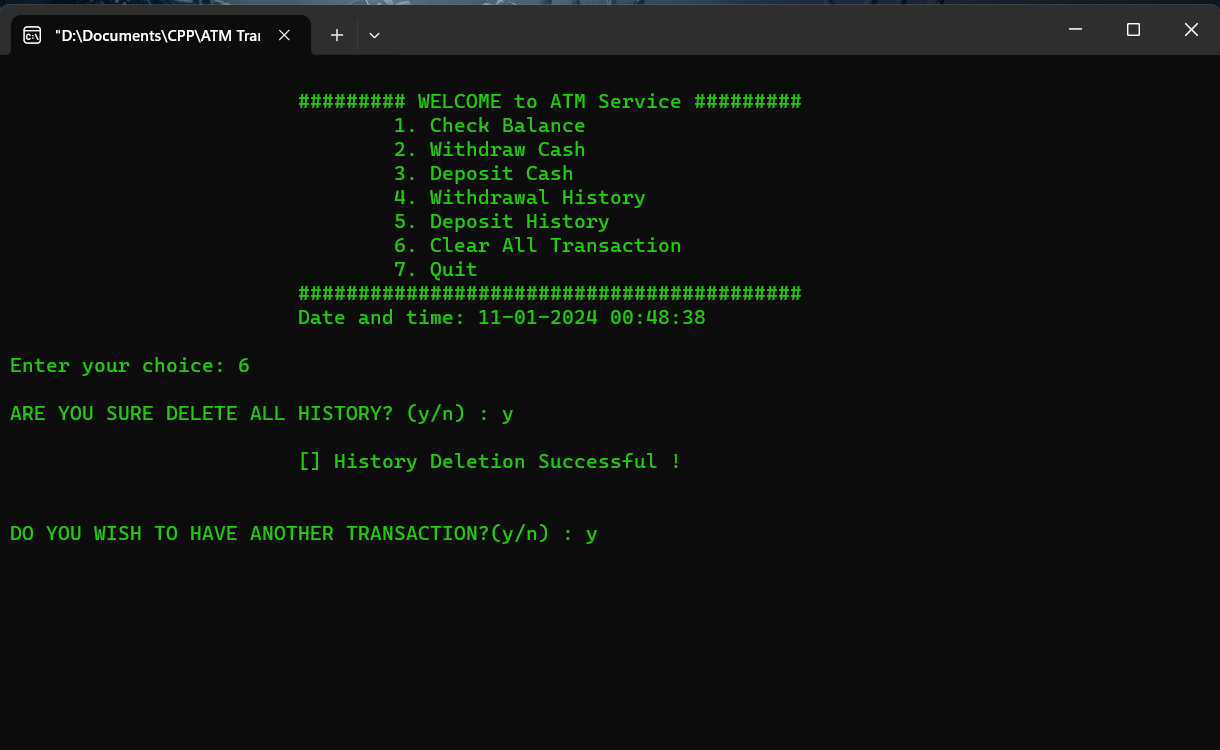 "D:\Documents\CPP\ATM Trar
######### WELCOME to ATM Service #########
1. Check Balance
2. Withdraw Cash
3. Deposit Cash
4. Withdrawal History
5. Deposit History
6. Clear All Transaction
7. Quit
##########################################
Date and time: 11-01-2024 00:48:38
Enter your choice: 6
ARE YOU SURE DELETE ALL HISTORY? (y/n) : y
[] History Deletion Successful !
DO YOU WISH TO HAVE ANOTHER TRANSACTION?(y/n) : y